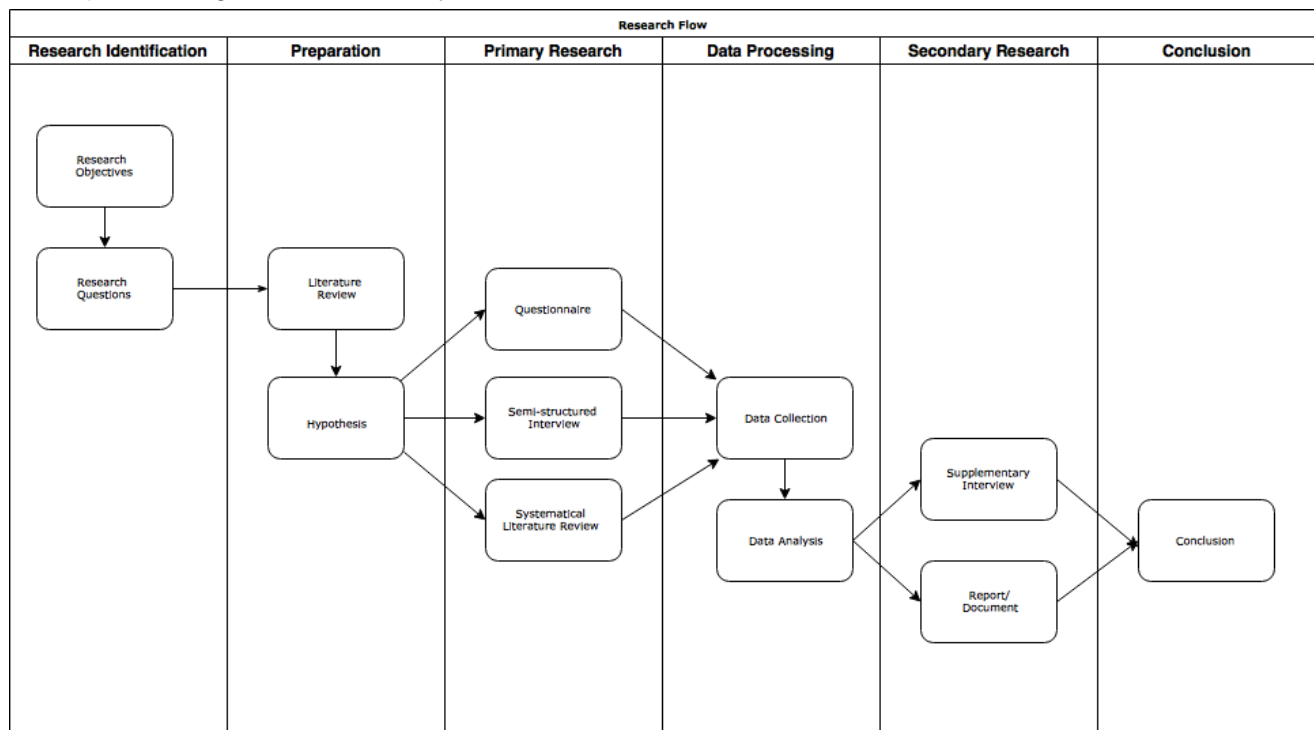 Research Flow
Research Identification
Preparation
Primary Research
Data Processing
Secondary Research
Conclusion
Research
Objectives
Research
Questions
Literature
Review
Hypothesis
Questionnaire
Semi-structured
Interview
Systematical
Literature Review
Data Collection
Data Analysis
Supplementary
Interview
Report/
Document
Conclusion